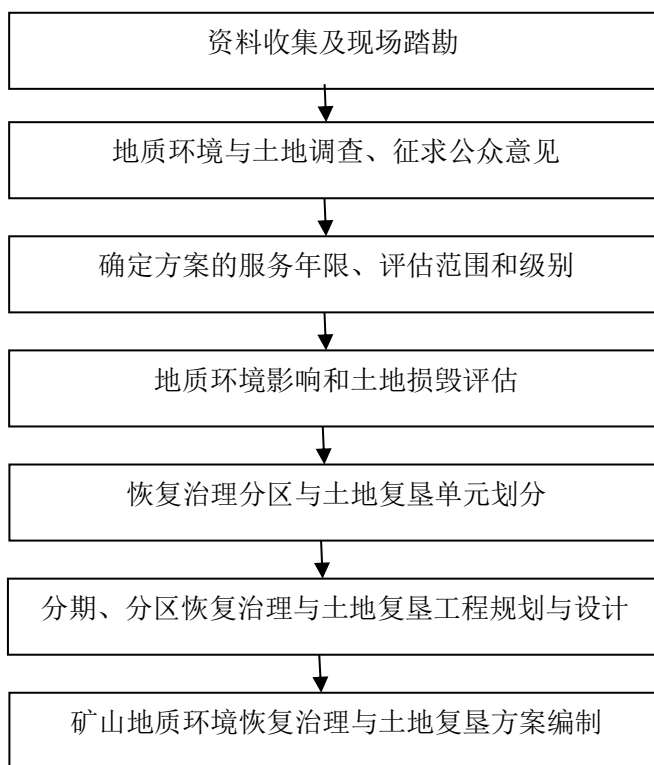 资料收集及现场踏勘
地质环境与土地调查、征求公众意见
确定方案的服务年限、评估范围和级别
地质环境影响和土地损毁评估
恢复治理分区与土地复垦单元划分
分期、分区恢复治理与土地复垦工程规划与设计
矿山地质环境恢复治理与土地复垦方案编制